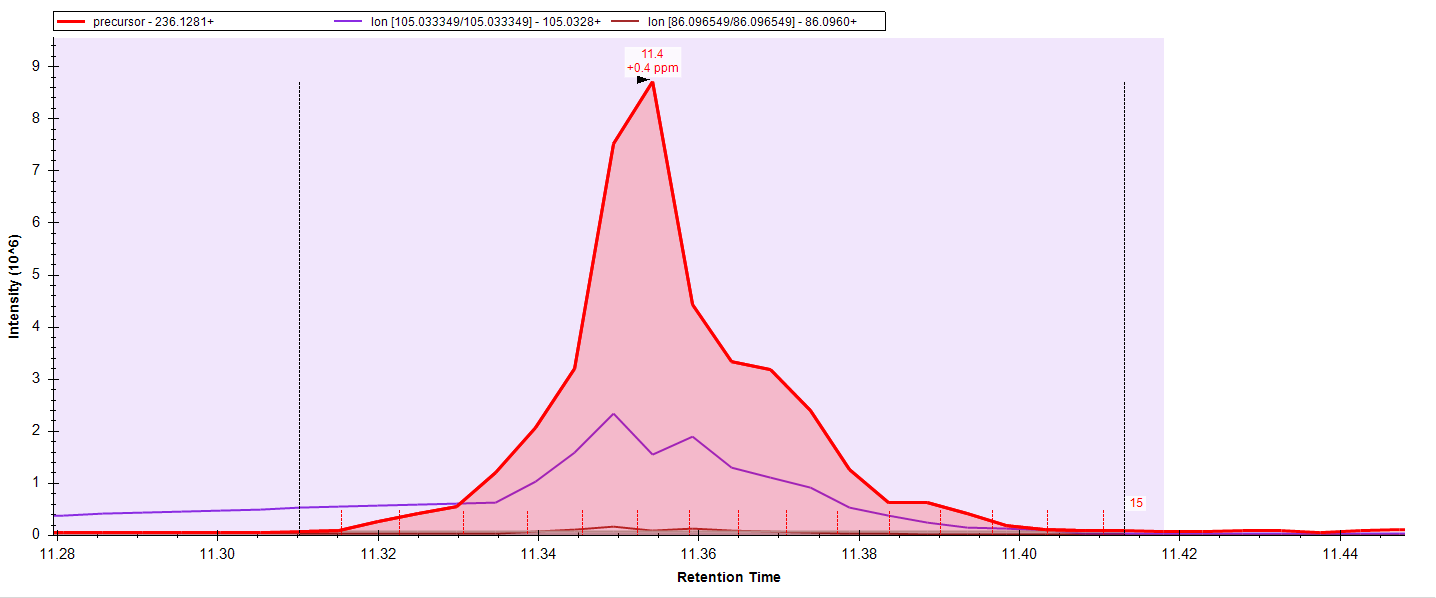 precursor - 236.1281+ Ion [105.033349/105.033349] - 105.0328+ Ion [86.096549/86.096549] - 86.0960+
11.4
+0.4 ppm
9
8
7
6
5
4
3
2
1
0
Intensity (10^6)
15
11.28 11.30 11.32 11.34 11.36 11.38 11.40 11.42 11.44
Retention Time